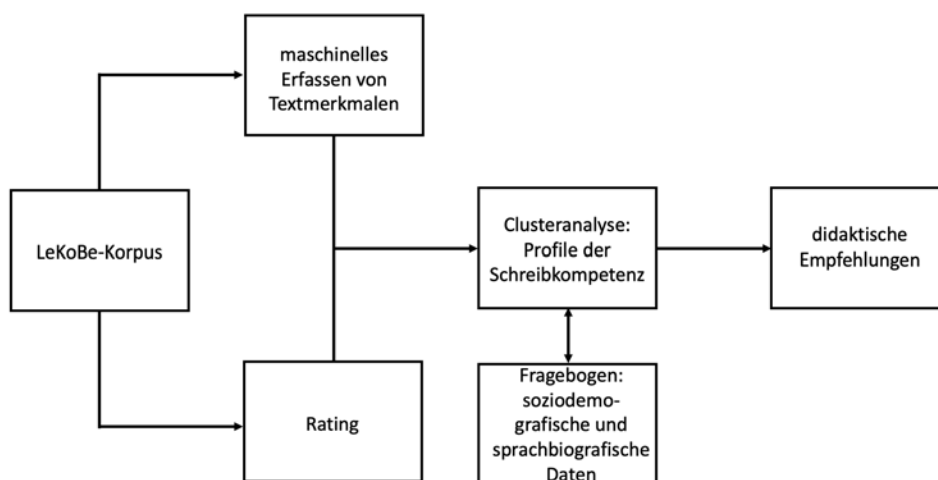 maschinelles
Erfassen von
Textmerkmalen
LeKoBe-Korpus
Clusteranalyse:
Profile der
Schreibkompetenz
didaktische
Empfehlungen
Rating
Fragebogen:
soziodemo-
grafische und
sprachbiografische
Daten